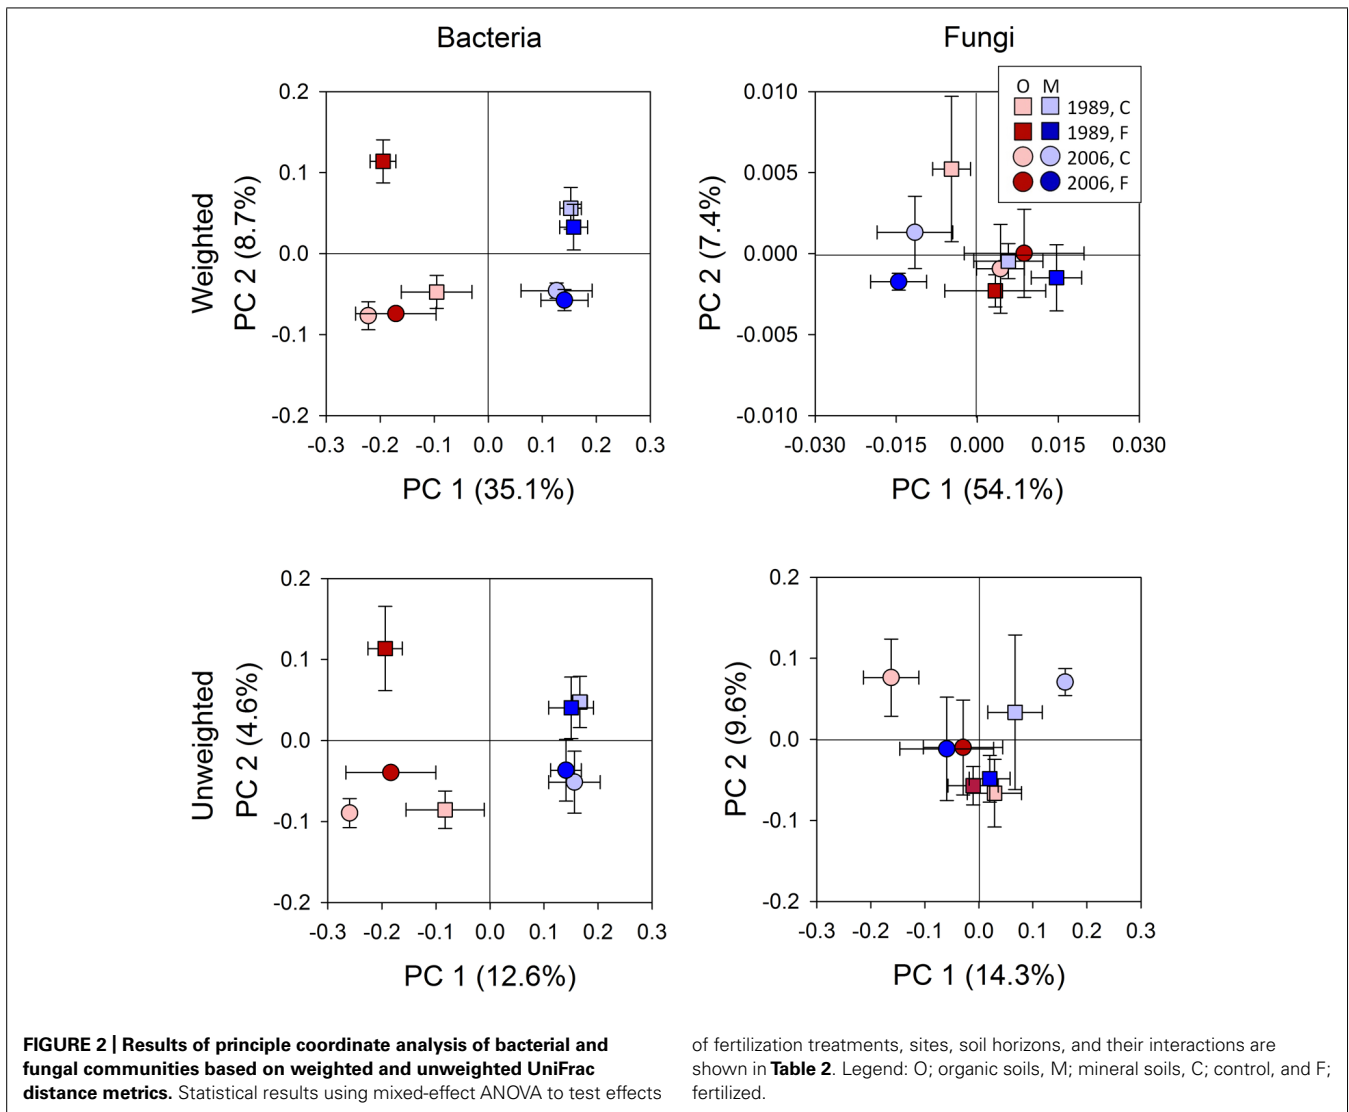 Bacteria
Fungi
O M
1989, C
1989, F
2006, C
2006, F
Weighted
PC 2 (8.7%)
0.2
0.1
0.0
-0.1
-0.2
-0.3 -0.2 -0.1 0.0 0.1 0.2 0.3
PC 1 (35.1%)
PC 2 (7.4%)
0.010
0.005
0.000
-0.005
-0.010
-0.030 -0.015 0.000 0.015 0.030
PC 1 (54.1%)
Unweighted
PC 2 (4.6%)
0.2
0.1
0.0
-0.1
-0.2
-0.3 -0.2 -0.1 0.0 0.1 0.2 0.3
PC 1 (12.6%)
PC 2 (9.6%)
0.2
0.1
0.0
-0.1
-0.2
-0.3 -0.2 -0.1 0.0 0.1 0.2 0.3
PC 1 (14.3%)
FIGURE 2 | Results of principle coordinate analysis of bacterial and
fungal communities based on weighted and unweighted UniFrac
distance metrics. Statistical results using mixed-effect ANOVA to test effects
of fertilization treatments, sites, soil horizons, and their interactions are
shown in Table 2. Legend: O; organic soils, M; mineral soils, C; control, and F;
fertilized.